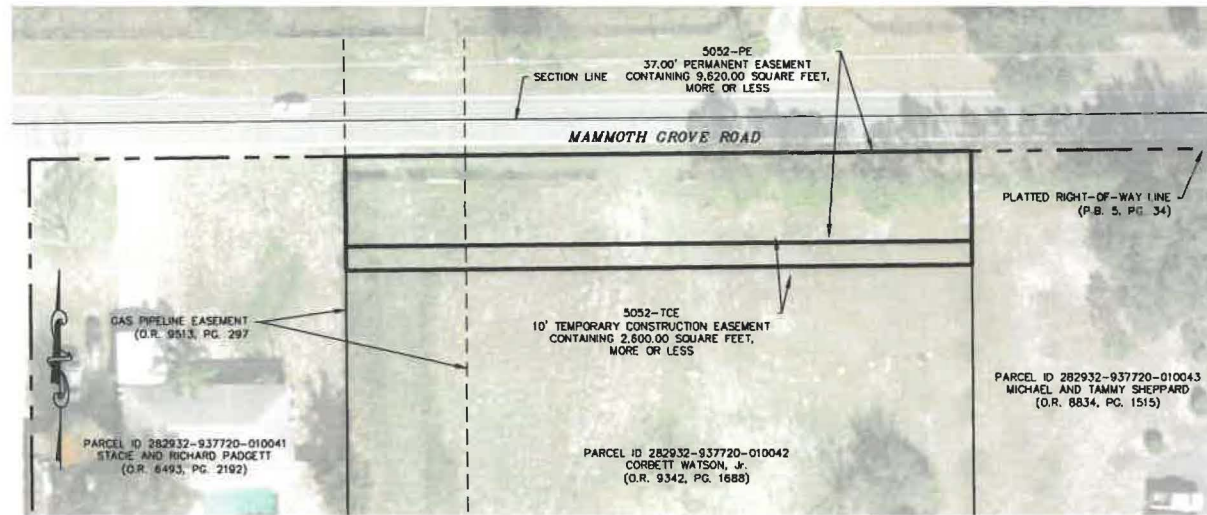 5052-PE
37.00' PERMANENT EASEMENT
CONTAINING 9,620.00 SQUARE FEET,
MORE OR LESS
SECTION LINE
MAMMOTH GROVE ROAD
PLATTED RIGHT-OF-WAY LINE
(P.B. 5, PG. 34)
GAS PIPELINE EASEMENT
(O.R. 9513, PG. 297
5052-TCE
10' TEMPORARY CONSTRUCTION EASEMENT
CONTAINING 2,600.00 SQUARE FEET,
MORE OR LESS
PARCEL ID 282932-937720-010043
MICHAEL AND TAMMY SHEPPARD
(O.R. 8834, PG. 1515)
PARCEL ID 282932-937720-010041
STACIE AND RICHARD PADGETT
(O.R. 6493, PG. 2192)
PARCEL ID 282932-937720-010042
CORBETT WATSON, Jr.
(O.R. 9342, PG. 1688)